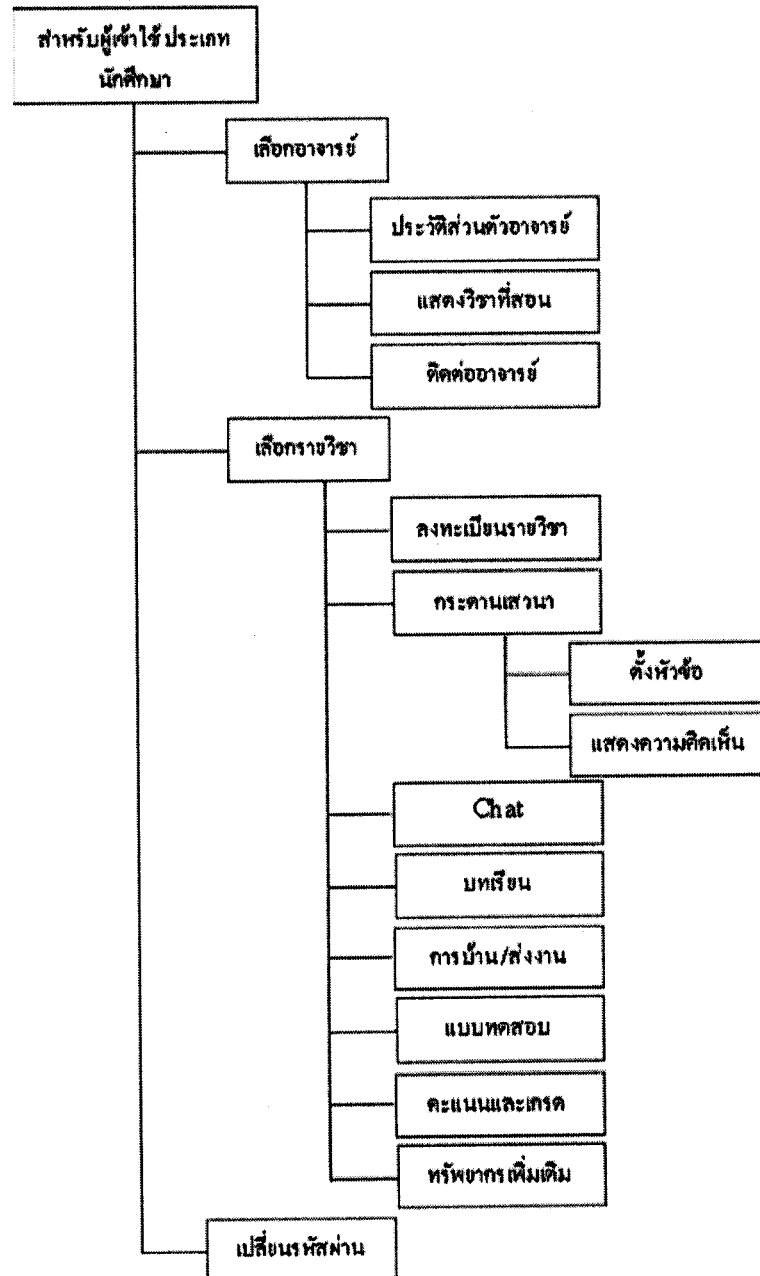 สำหรับผู้เข้าใช้ ประเภท
นักศึกษา
เลือกอาจารย์
ประวัติส่วนตัวอาจารย์
แสดงวิชาที่สอน
ติดต่ออาจารย์
เลือกรายวิชา
ลงทะเบียนรายวิชา
กระดานเสวนา
ตั้งหัวข้อ
แสดงความคิดเห็น
Chat
บทเรียน
การบ้าน/ส่งงาน
แบบทดสอบ
คะแนนและเกรด
ทรัพยากรเพิ่มเติม
เปลี่ยนรหัสผ่าน